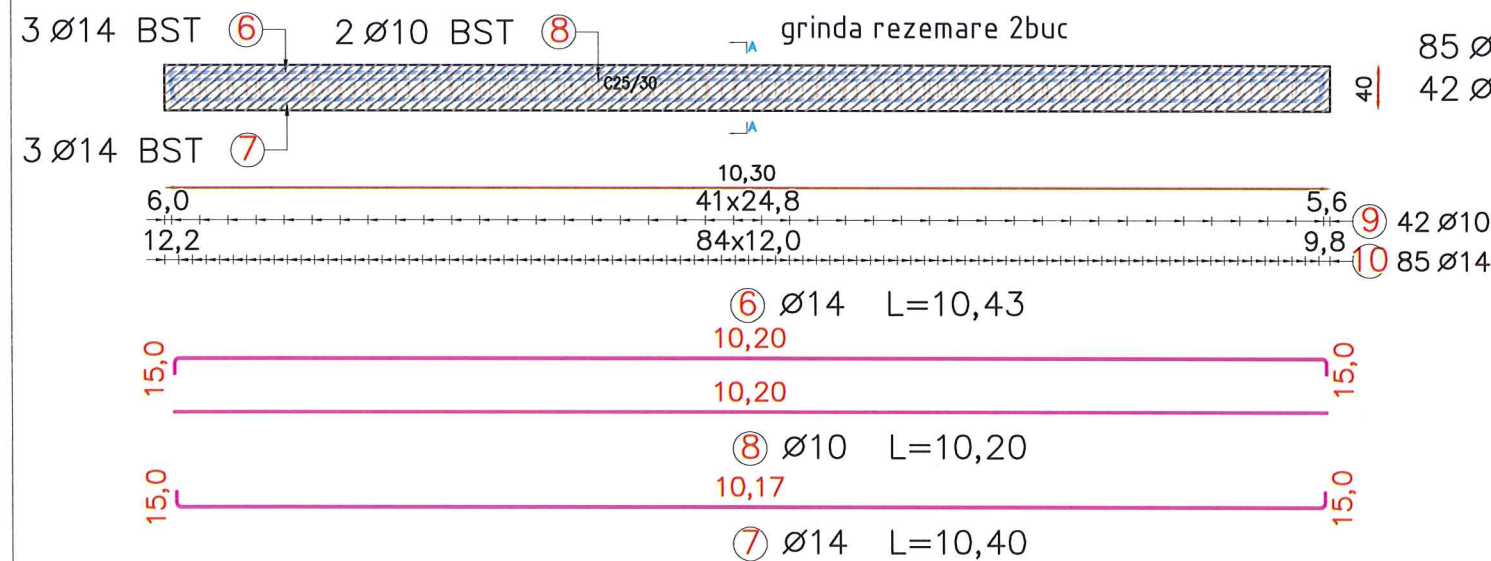 3 Ø14 BST 6
2 Ø10 BST 8
grinda rezemare 2buc
A
85 Ø
C25/30
40
42 Ø
A
3 Ø14 BST 7
10,30
6,0 41x24,8 5,6
9 42 Ø10
12,2 84x12,0 9,8
10 85 Ø14
6 Ø14 L=10,43
15,0 10,20 15,0
10,20
8 Ø10 L=10,20
15,0 10,17 15,0
7 Ø14 L=10,40